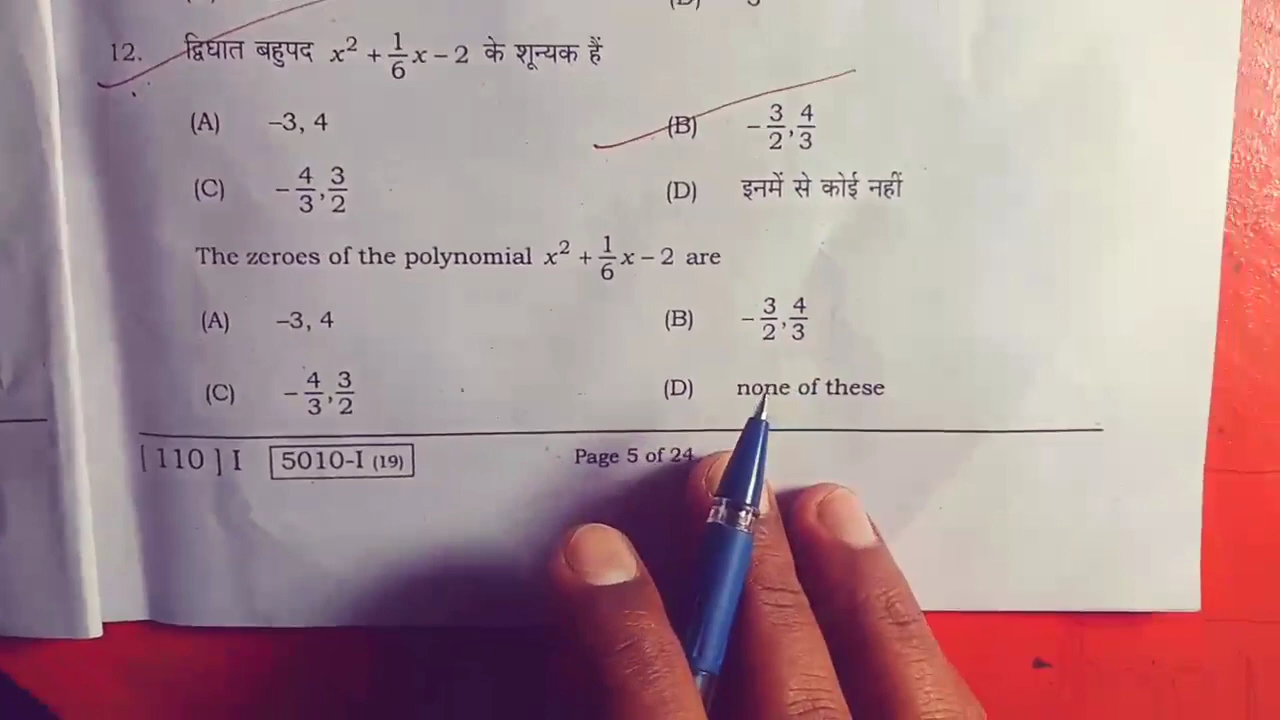 12. द्विघात बहुपद x² + 1/6 x − 2 के शून्यक हैं
(A) −3, 4 (B) −3/2, 4/3
(C) −4/3, 3/2 (D) इनमें से कोई नहीं
The zeroes of the polynomial x² + 1/6 x − 2 are
(A) −3, 4 (B) −3/2, 4/3
(C) −4/3, 3/2 (D) none of these
[ 110 ] I 5010-I (19) Page 5 of 24